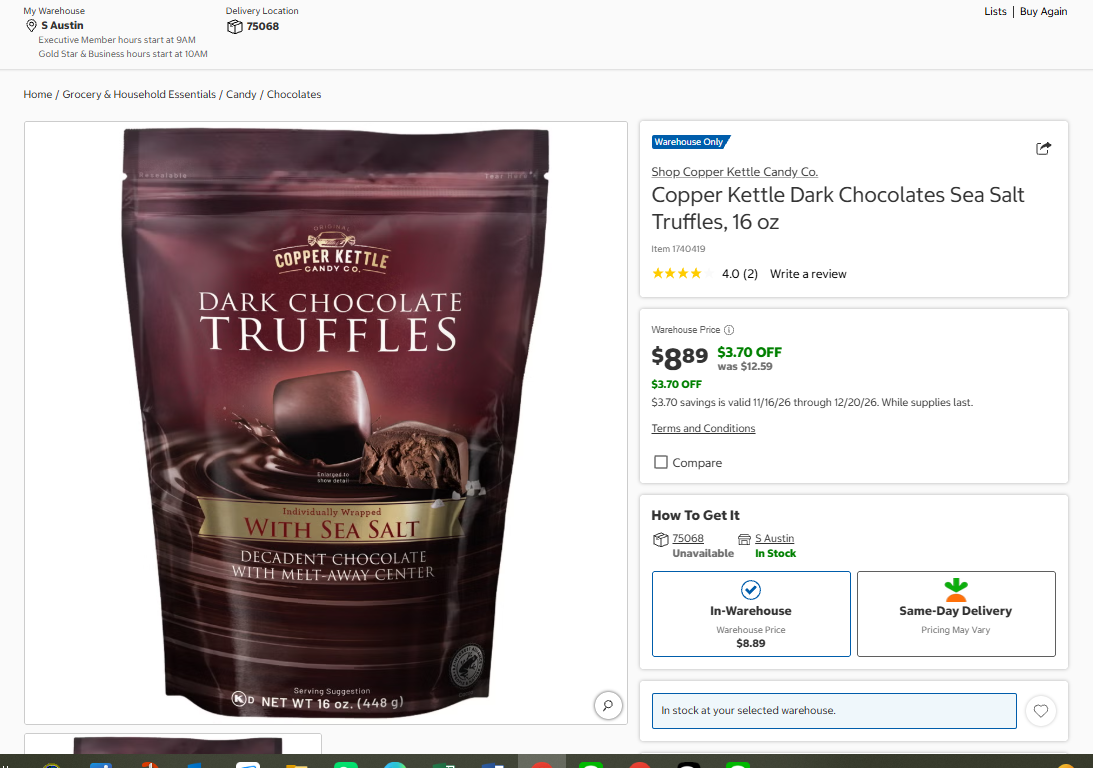 My Warehouse
S Austin
Executive Member hours start at 9AM
Gold Star & Business hours start at 10AM
Delivery Location
75068
Lists | Buy Again
Home / Grocery & Household Essentials / Candy / Chocolates
Resealable
Tear Here
ORIGINAL
COPPER KETTLE
CANDY CO.
DARK CHOCOLATE
TRUFFLES
Enlarged to
show detail
Individually Wrapped
WITH SEA SALT
DECADENT CHOCOLATE
WITH MELT-AWAY CENTER
Serving Suggestion
K D NET WT 16 oz. (448 g)
Warehouse Only
Shop Copper Kettle Candy Co.
Copper Kettle Dark Chocolates Sea Salt
Truffles, 16 oz
Item 1740419
4.0 (2) Write a review
Warehouse Price
$8.89 $3.70 OFF
was $12.59
$3.70 OFF
$3.70 savings is valid 11/16/26 through 12/20/26. While supplies last.
Terms and Conditions
Compare
How To Get It
75068 S Austin
Unavailable In Stock
In-Warehouse
Warehouse Price
$8.89
Same-Day Delivery
Pricing May Vary
In stock at your selected warehouse.